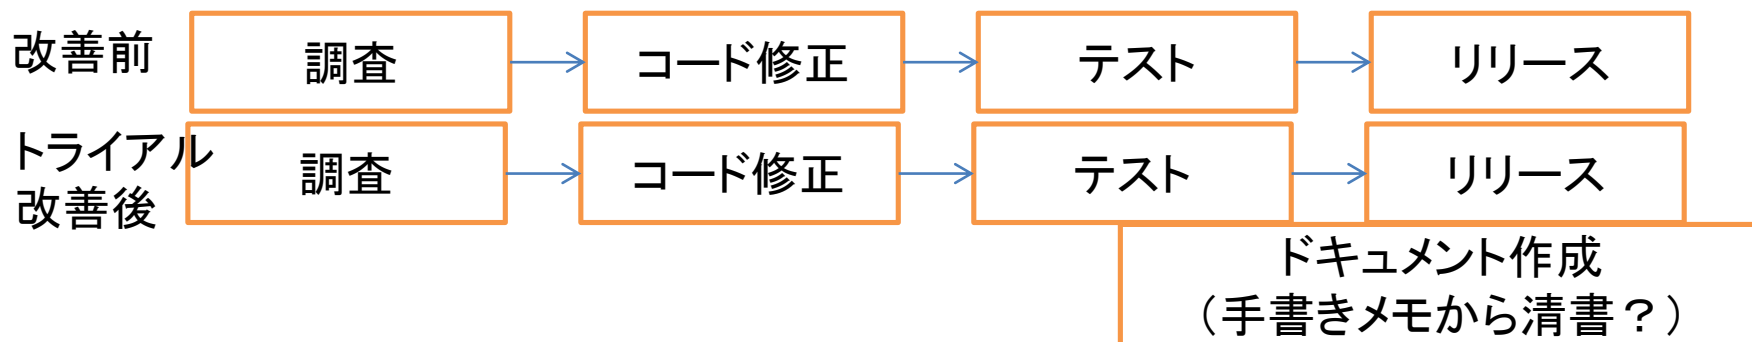 改善前
調査
コード修正
テスト
リリース
トライアル
改善後
調査
コード修正
テスト
リリース
ドキュメント作成
（手書きメモから清書？）